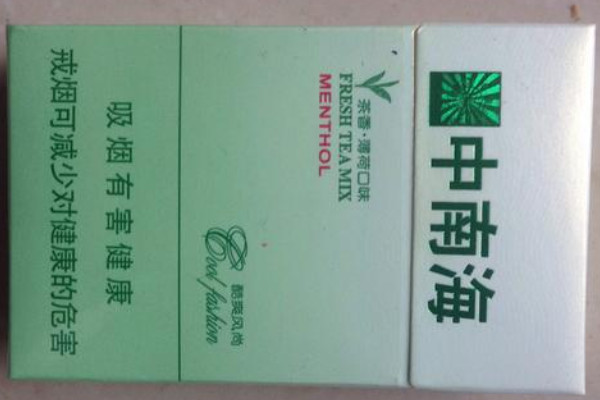 中南海
茶香·薄荷口味
FRESH TEA MIX
MENTHOL
酷爽风尚
Cool fashion
吸烟有害健康
戒烟可减少对健康的危害